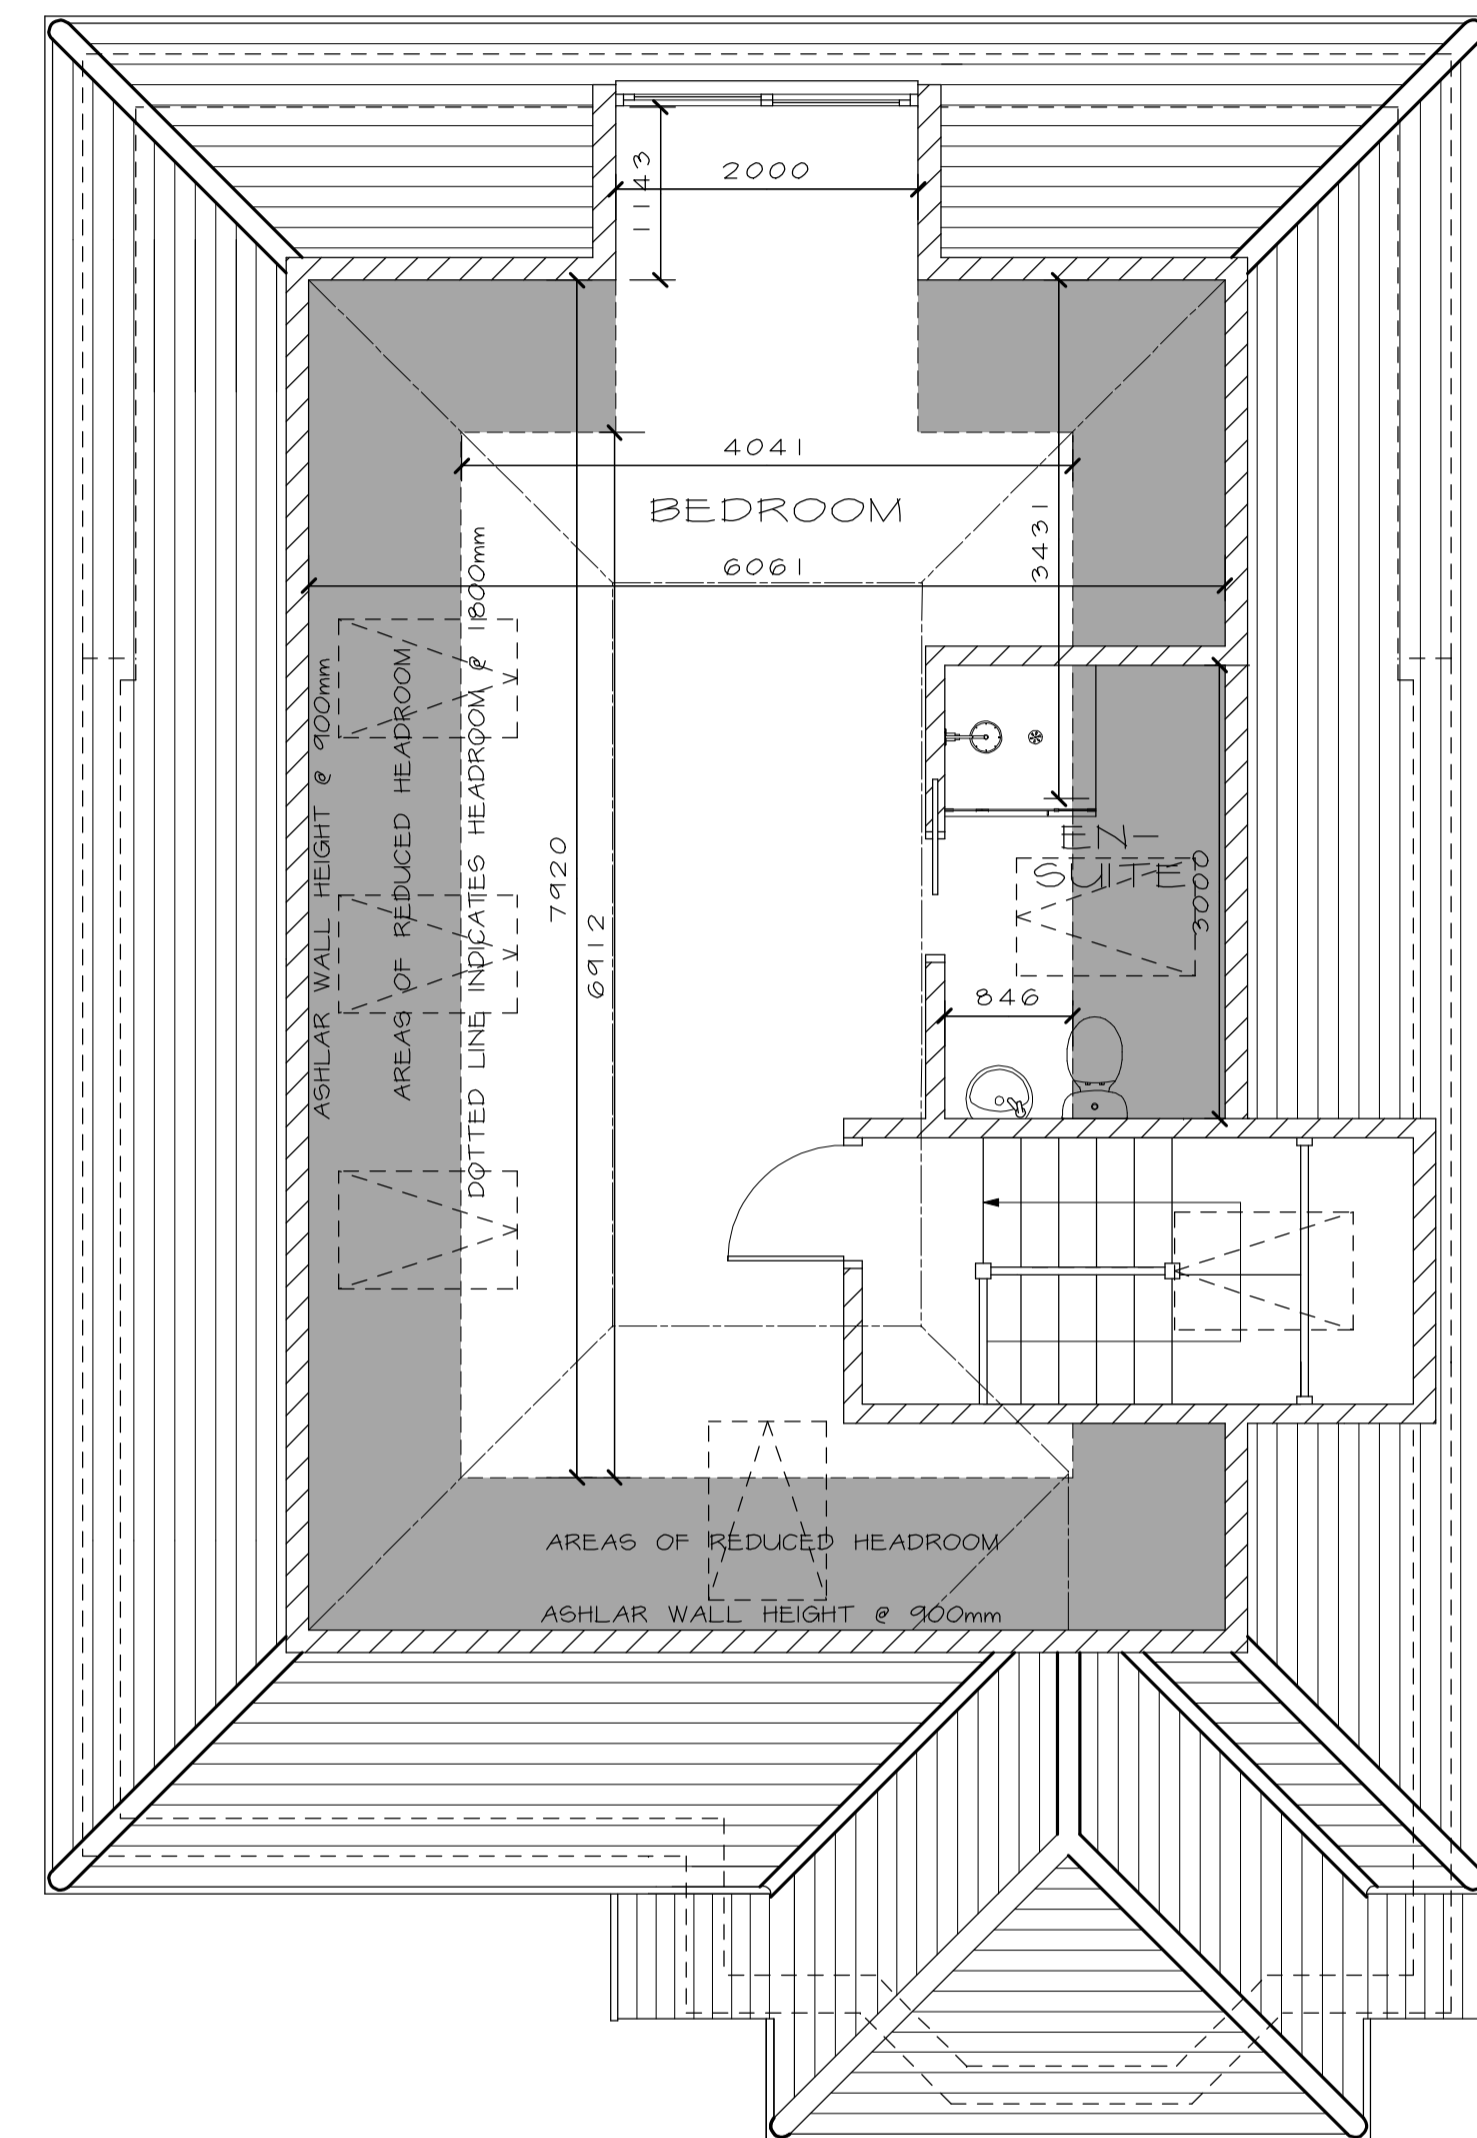 1143
2000
4041
BEDROOM
3431
6061
ASHLAR WALL HEIGHT @ 900mm
AREAS OF REDUCED HEADROOM
DOTTED LINE INDICATES HEADROOM @ 1800mm
7920
6912
EN-
SUITE
3000
846
AREAS OF REDUCED HEADROOM
ASHLAR WALL HEIGHT @ 900mm